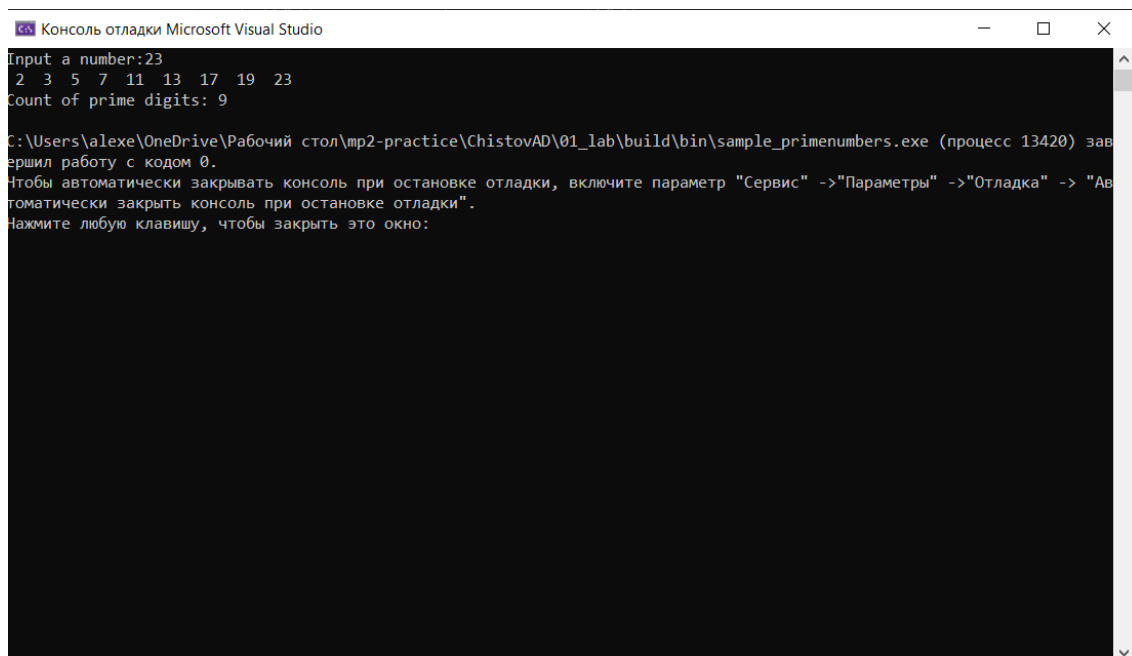 Консоль отладки Microsoft Visual Studio
Input a number:23
2 3 5 7 11 13 17 19 23
Count of prime digits: 9
C:\Users\alexe\OneDrive\Рабочий стол\mp2-practice\ChistovAD\01_lab\build\bin\sample_primenumbers.exe (процесс 13420) зав
ершил работу с кодом 0.
Чтобы автоматически закрывать консоль при остановке отладки, включите параметр "Сервис" ->"Параметры" ->"Отладка" -> "Ав
томатически закрыть консоль при остановке отладки".
Нажмите любую клавишу, чтобы закрыть это окно: